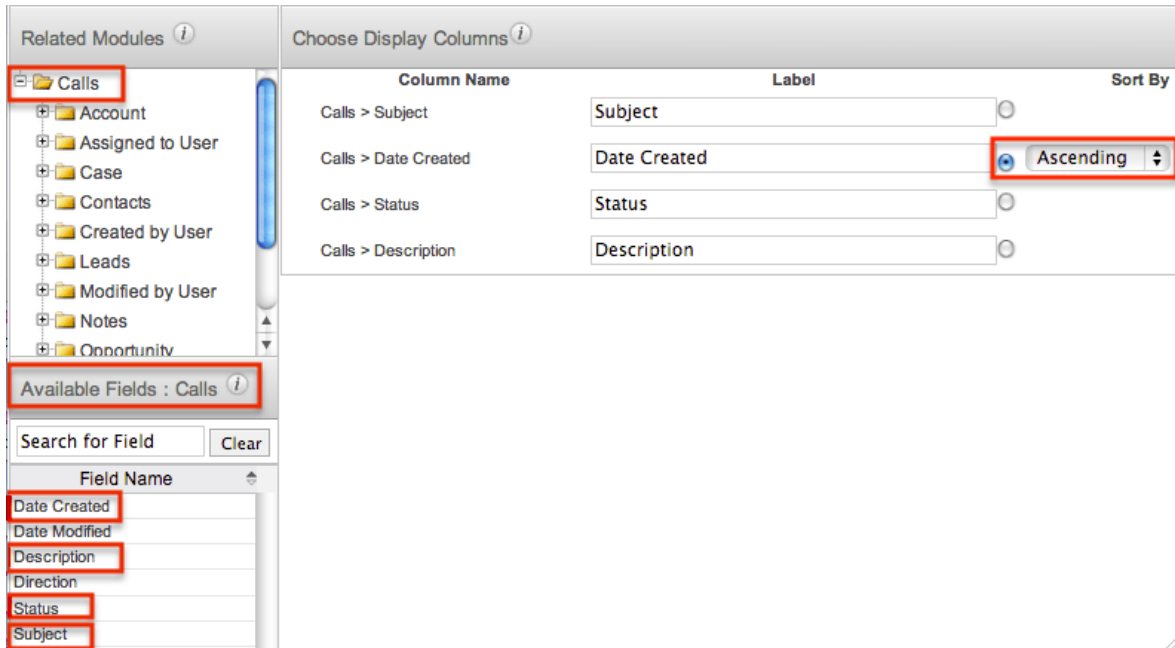 Related Modules i
Calls
Account
Assigned to User
Case
Contacts
Created by User
Leads
Modified by User
Notes
Opportunity
Available Fields : Calls i
Search for Field Clear
Field Name
Date Created
Date Modified
Description
Direction
Status
Subject
Choose Display Columns i
Column Name Label Sort By
Calls > Subject Subject
Calls > Date Created Date Created Ascending
Calls > Status Status
Calls > Description Description